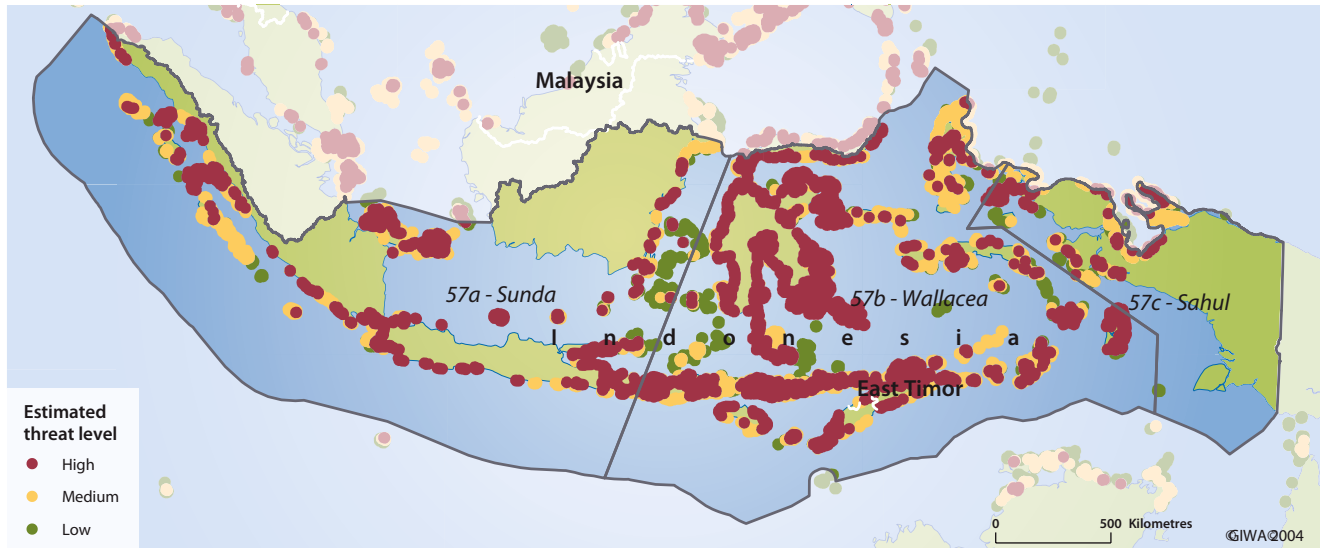 Malaysia
57a - Sunda
57b - Wallacea
57c - Sahul
Indonesia
East Timor
Estimated
threat level
High
Medium
Low
0 500 Kilometres
©GIWA©2004